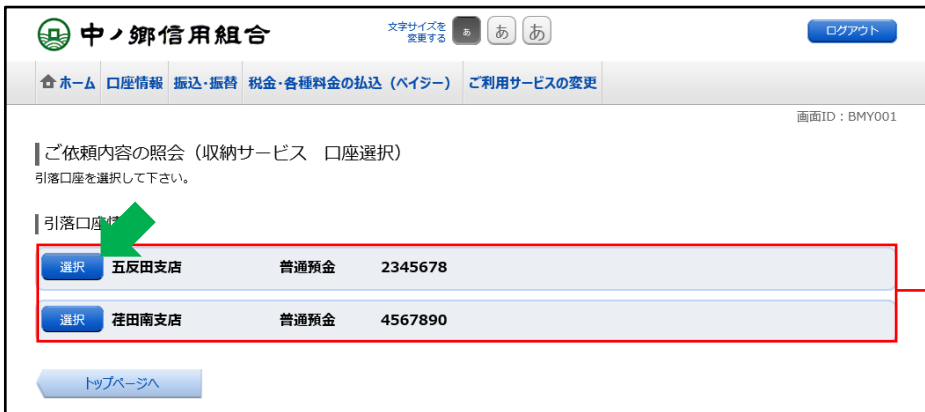 中ノ郷信用組合
文字サイズを
変更する
あ あ あ
ログアウト
ホーム 口座情報 振込・振替 税金・各種料金の払込（ペイジー） ご利用サービスの変更
画面ID：BMY001
ご依頼内容の照会（収納サービス　口座選択）
引落口座を選択して下さい。
引落口座
選択 五反田支店 普通預金 2345678
選択 荏田南支店 普通預金 4567890
トップページへ